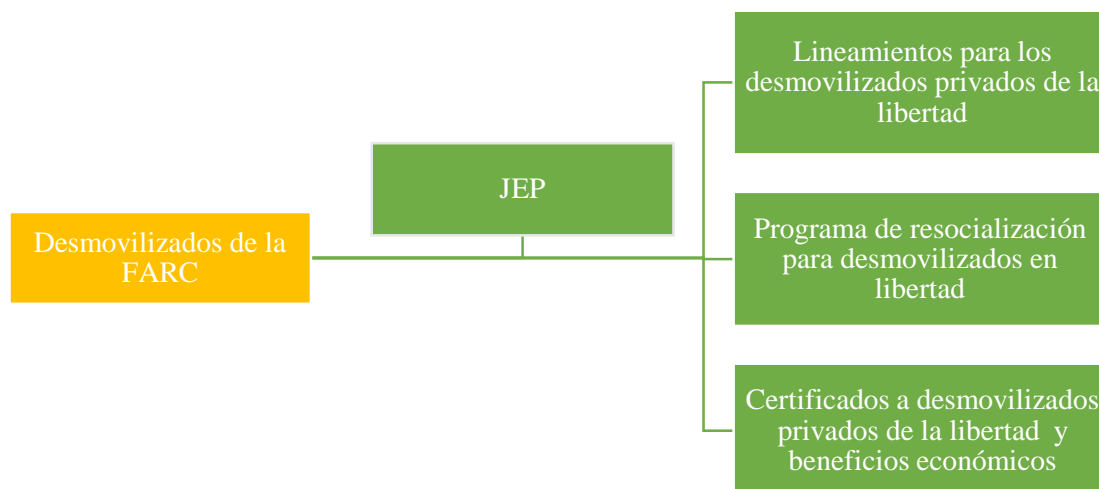 Desmovilizados de la
FARC
JEP
Lineamientos para los
desmovilizados privados de la
libertad
Programa de resocialización
para desmovilizados en
libertad
Certificados a desmovilizados
privados de la libertad y
beneficios económicos